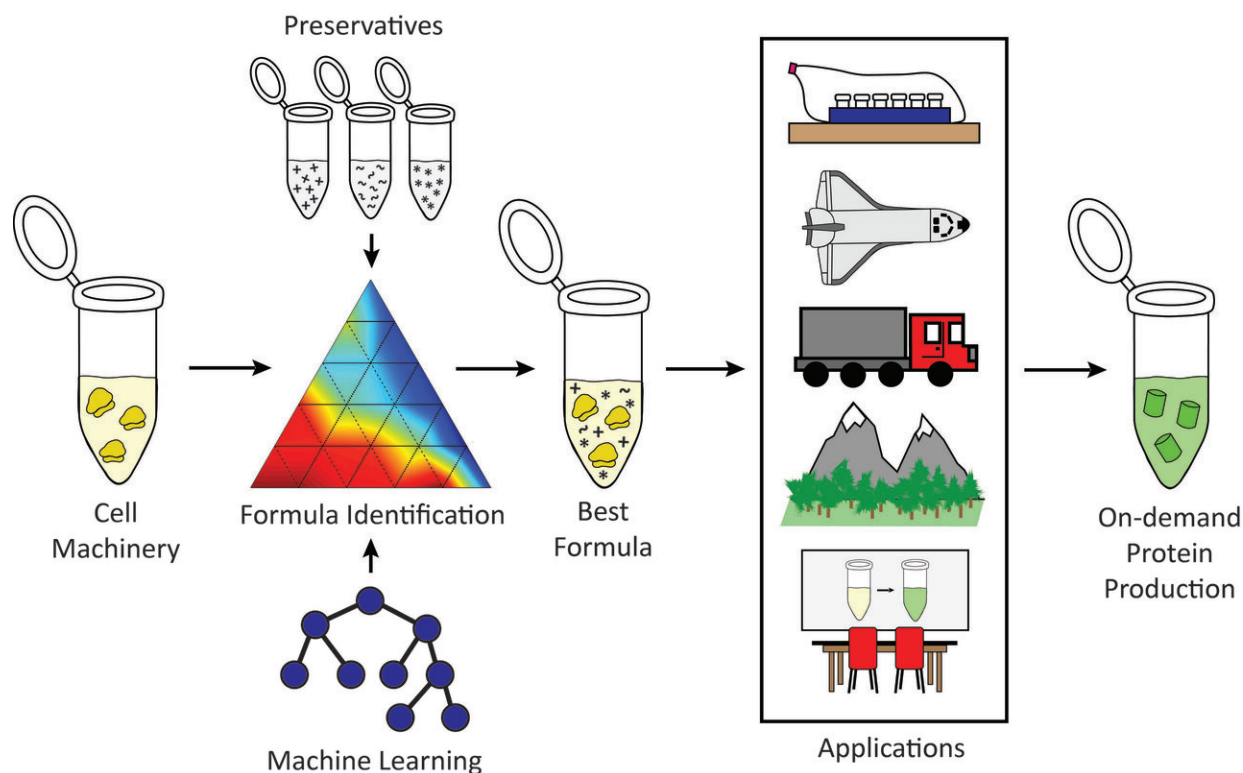 Preservatives
Cell
Machinery
Formula Identification
Best
Formula
Machine Learning
Applications
On-demand
Protein
Production